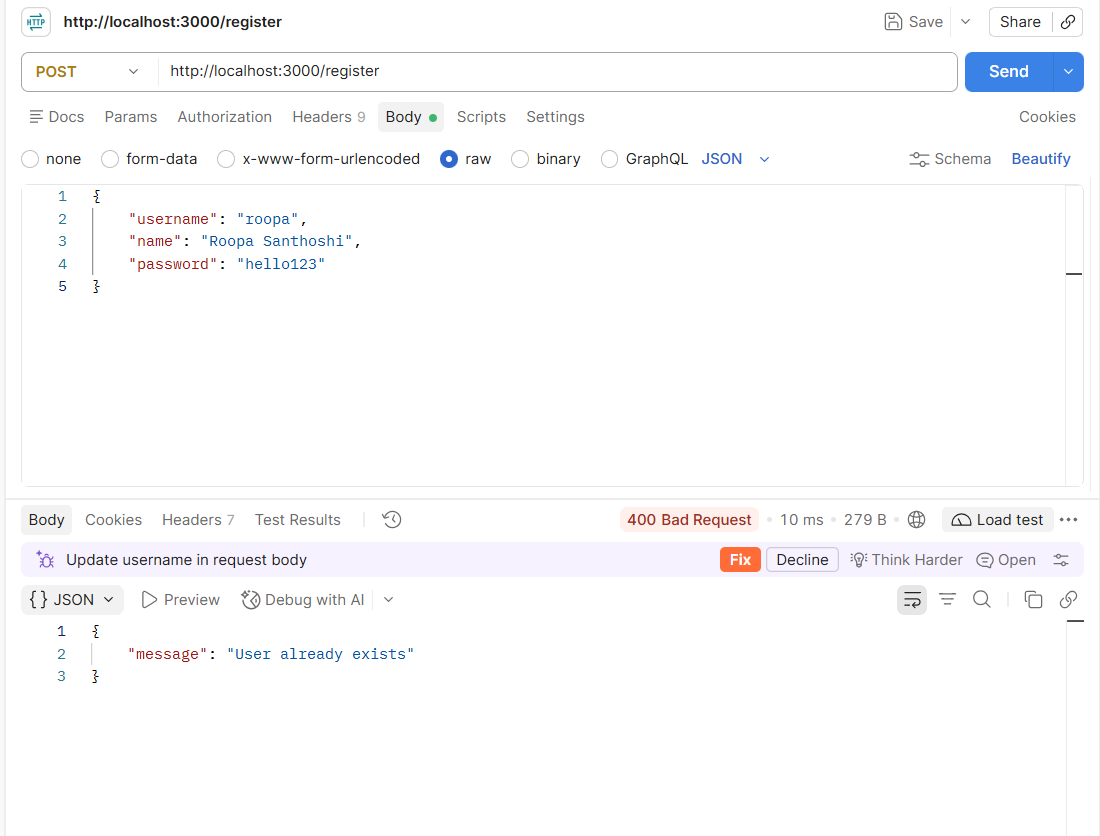 HTTP http://localhost:3000/register Save Share
POST http://localhost:3000/register Send
Docs Params Authorization Headers 9 Body Scripts Settings Cookies
none form-data x-www-form-urlencoded raw binary GraphQL JSON Schema Beautify
1 {
2 "username": "roopa",
3 "name": "Roopa Santhoshi",
4 "password": "hello123"
5 }
Body Cookies Headers 7 Test Results 400 Bad Request • 10 ms • 279 B • Load test •••
Update username in request body Fix Decline Think Harder Open
{} JSON Preview Debug with AI
1 {
2 "message": "User already exists"
3 }